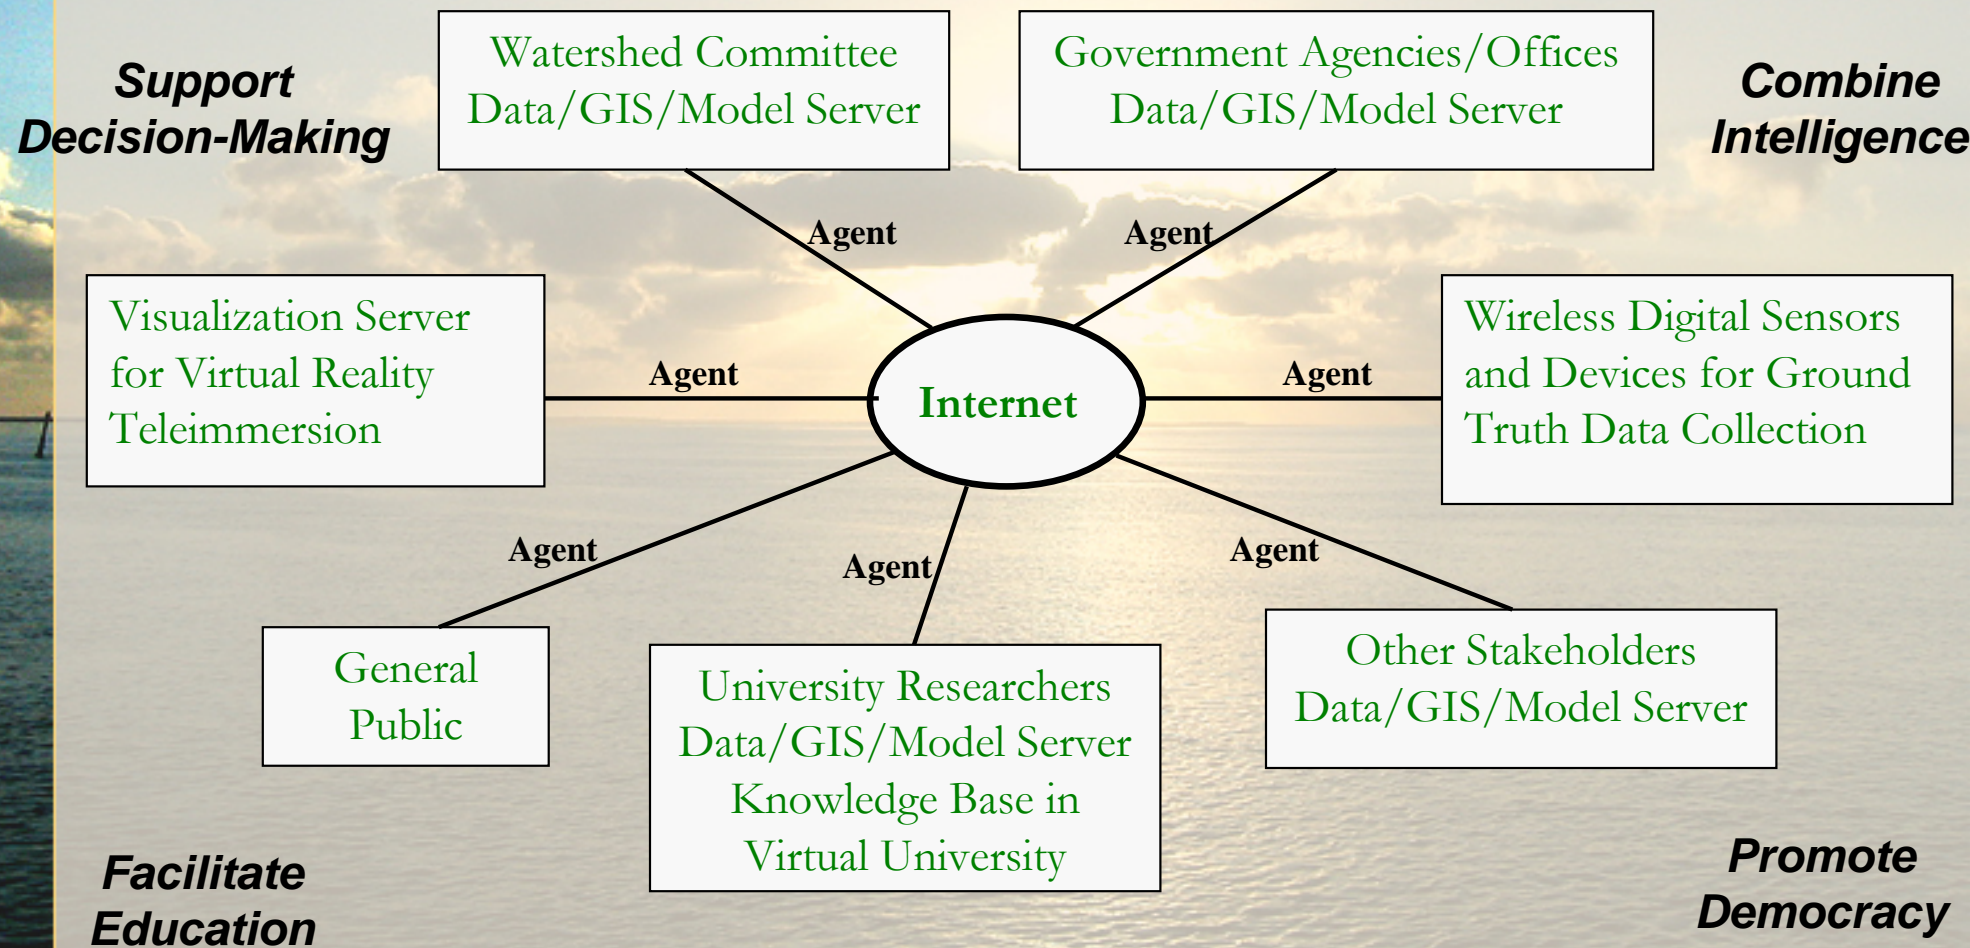 Support
Decision-Making
Watershed Committee
Data/GIS/Model Server
Government Agencies/Offices
Data/GIS/Model Server
Combine
Intelligence
Agent
Agent
Visualization Server
for Virtual Reality
Teleimmersion
Agent
Internet
Agent
Wireless Digital Sensors
and Devices for Ground
Truth Data Collection
Agent
Agent
Agent
General
Public
University Researchers
Data/GIS/Model Server
Knowledge Base in
Virtual University
Other Stakeholders
Data/GIS/Model Server
Facilitate
Education
Promote
Democracy